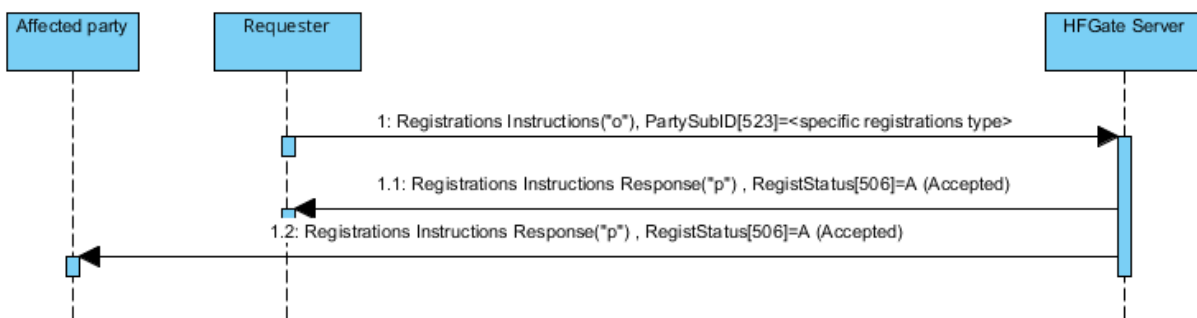 Affected party
Requester
HFGate Server
1: Registrations Instructions("o"), PartySubID[523]=<specific registrations type>
1.1: Registrations Instructions Response("p") , RegistStatus[506]=A (Accepted)
1.2: Registrations Instructions Response("p") , RegistStatus[506]=A (Accepted)